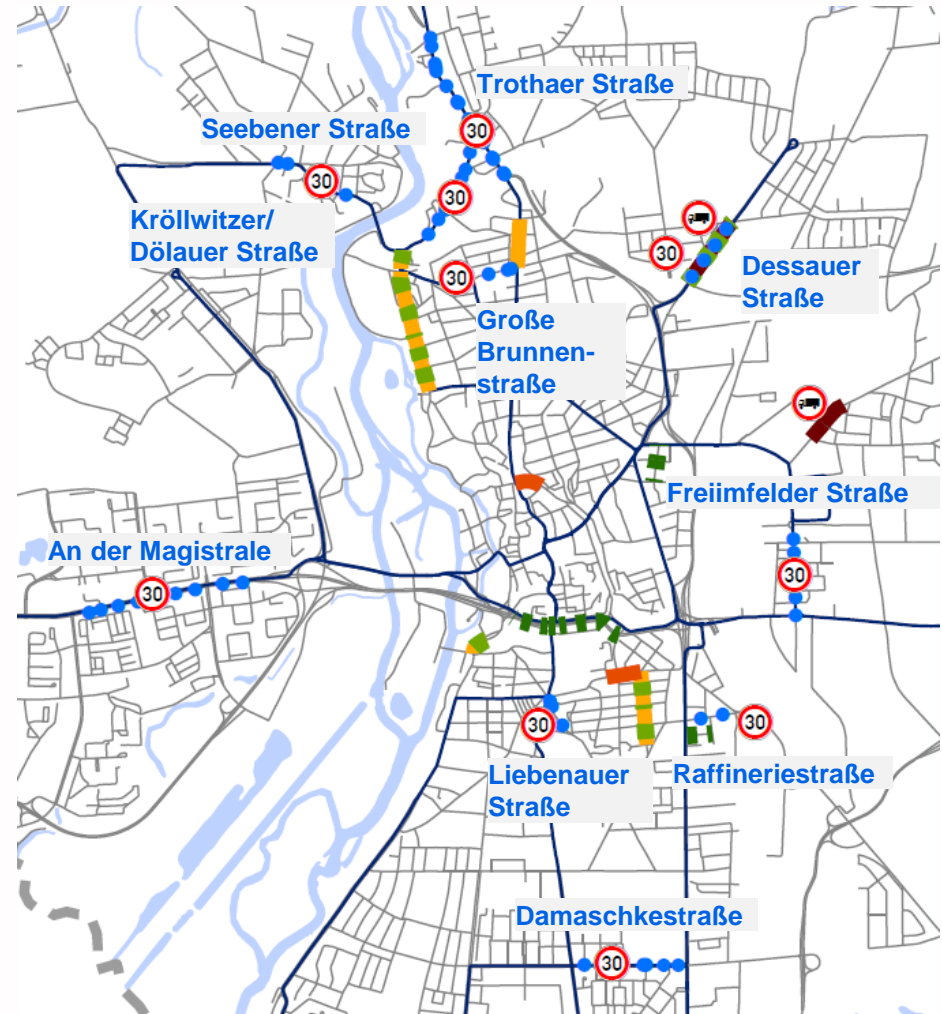 Trothaer Straße
30
Seebener Straße
30
30
Kröllwitzer/
Dölauer Straße
30
30
Dessauer
Straße
Große
Brunnen-
straße
Freiimfelder Straße
An der Magistrale
30
30
30
30
Liebenauer
Straße
Raffineriestraße
Damaschkestraße
30